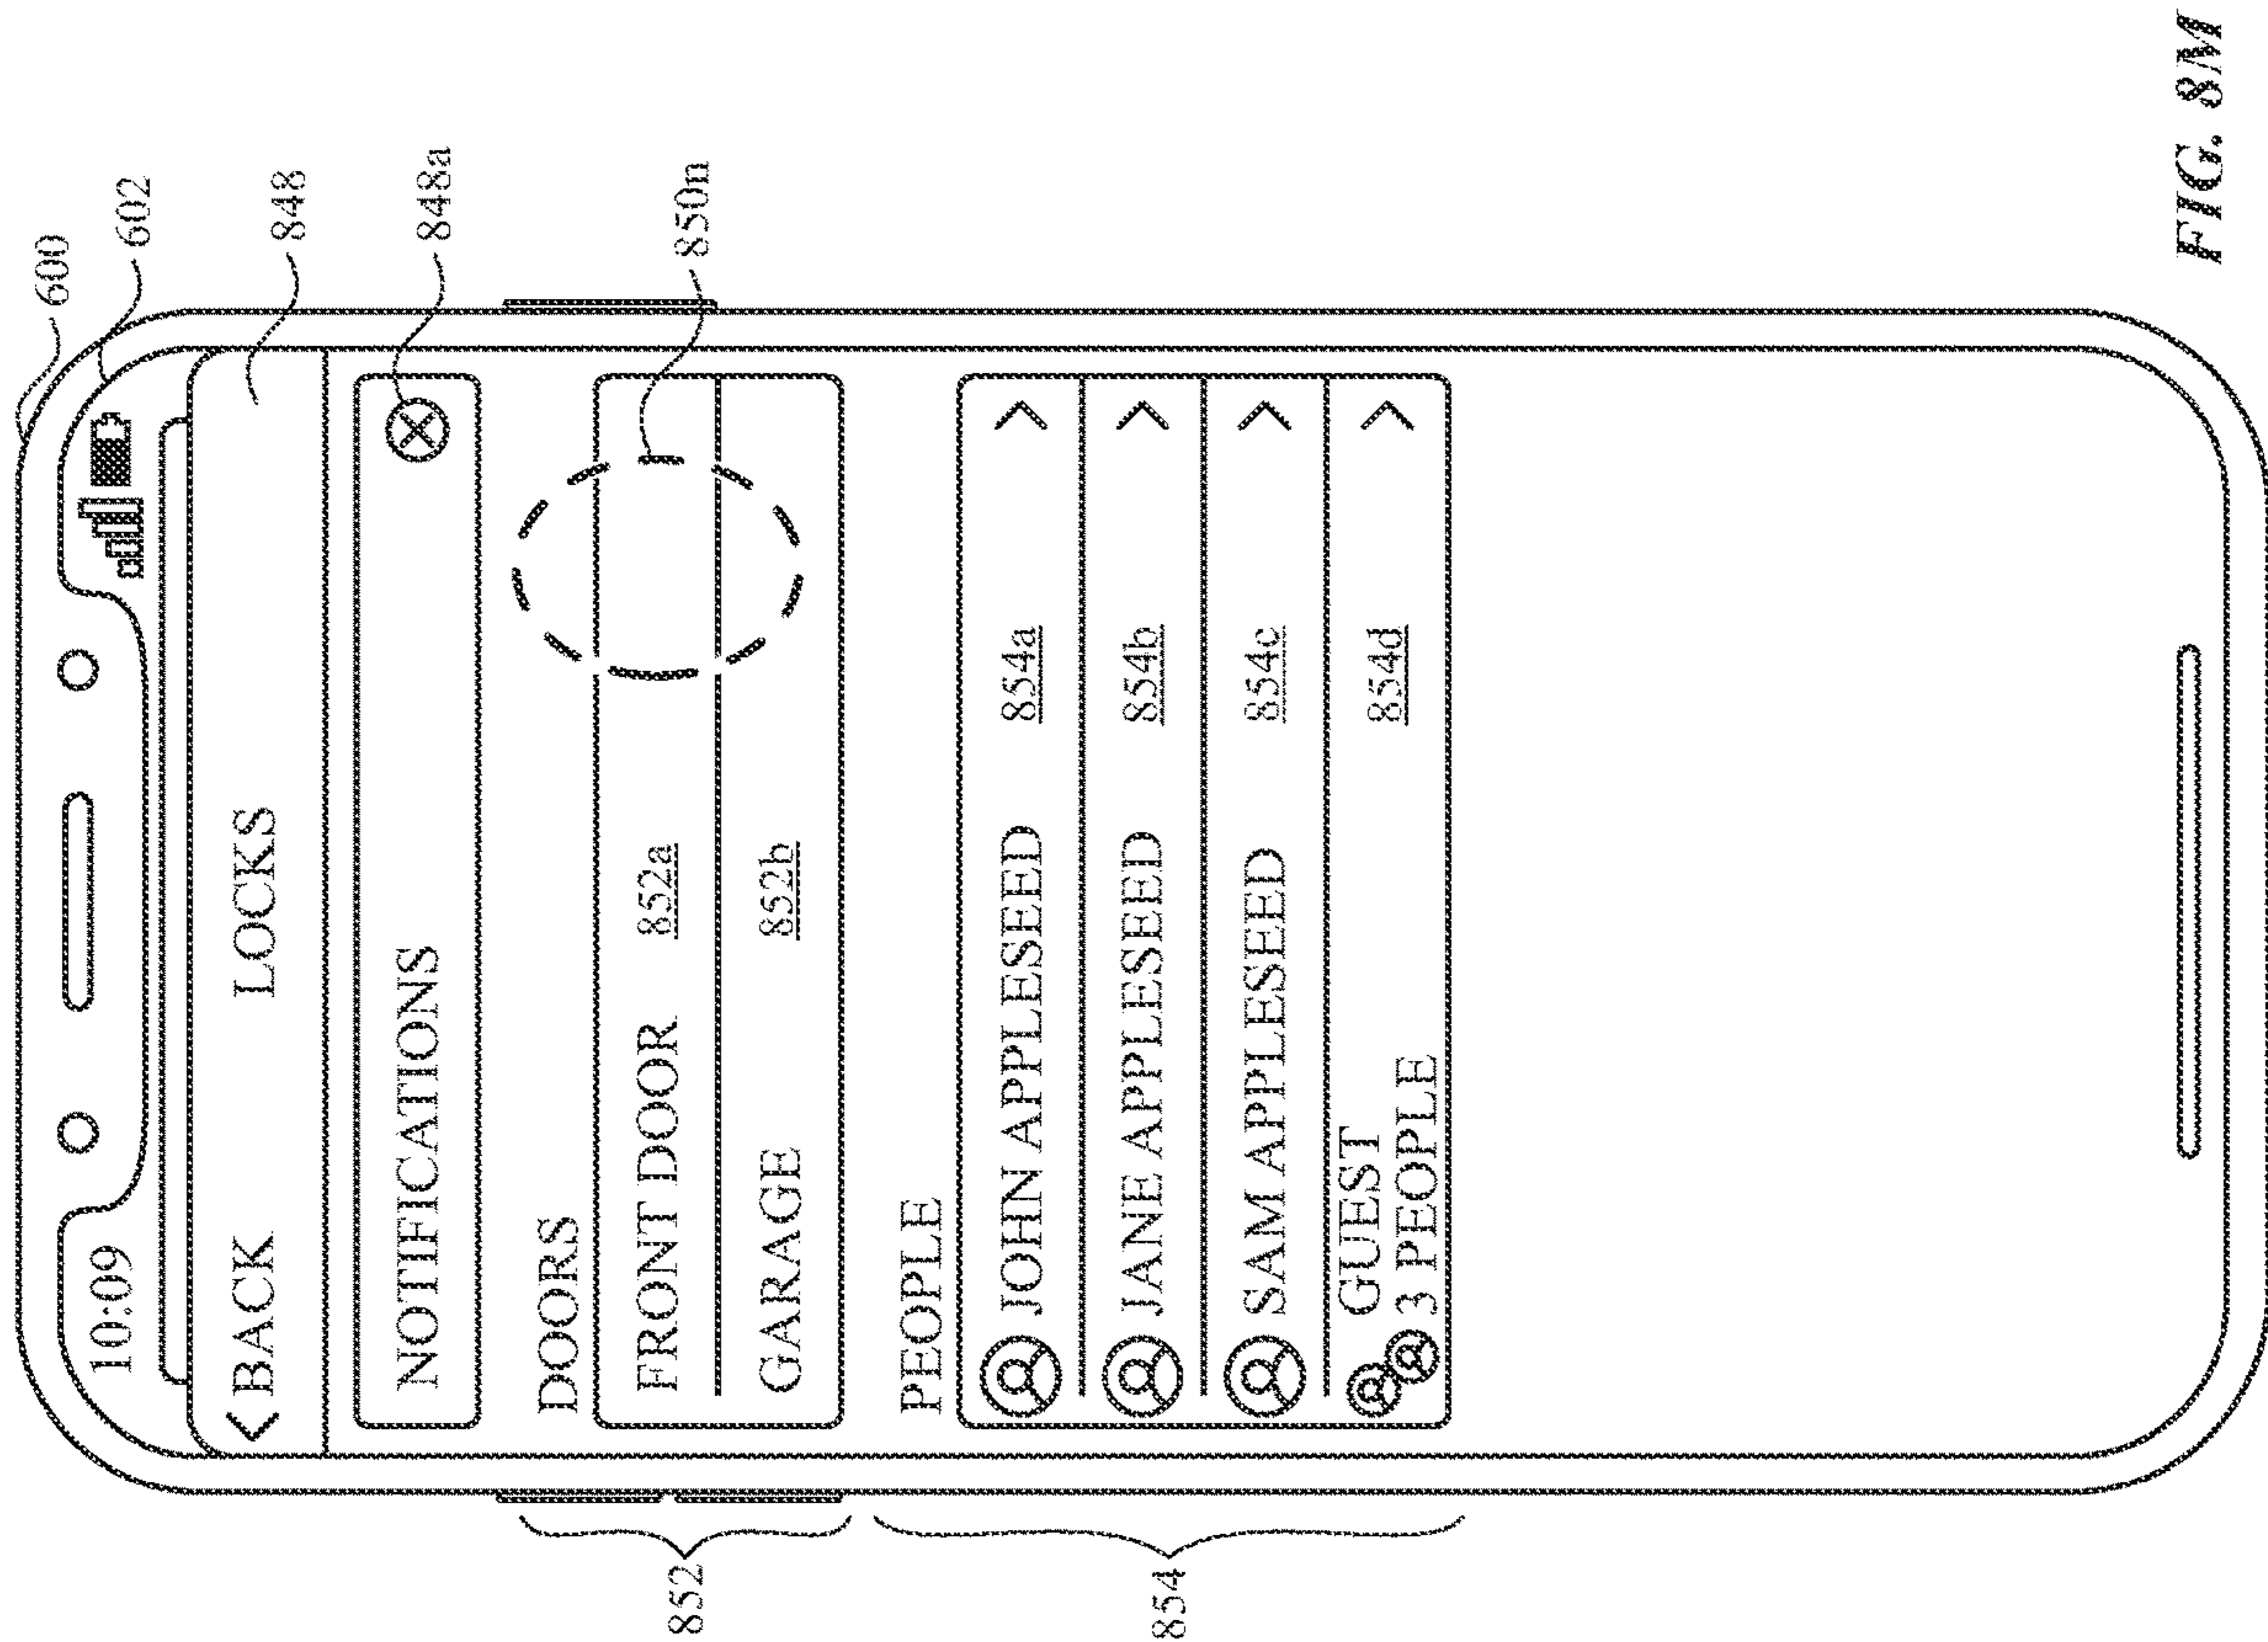 600
10:09
602
< BACK LOCKS
848
NOTIFICATIONS
848a
DOORS
FRONT DOOR 852a
850n
GARAGE 852b
852
PEOPLE
JOHN APPLESEED 854a
JANE APPLESEED 854b
SAM APPLESEED 854c
GUEST
3 PEOPLE
854d
854
FIG. 8M